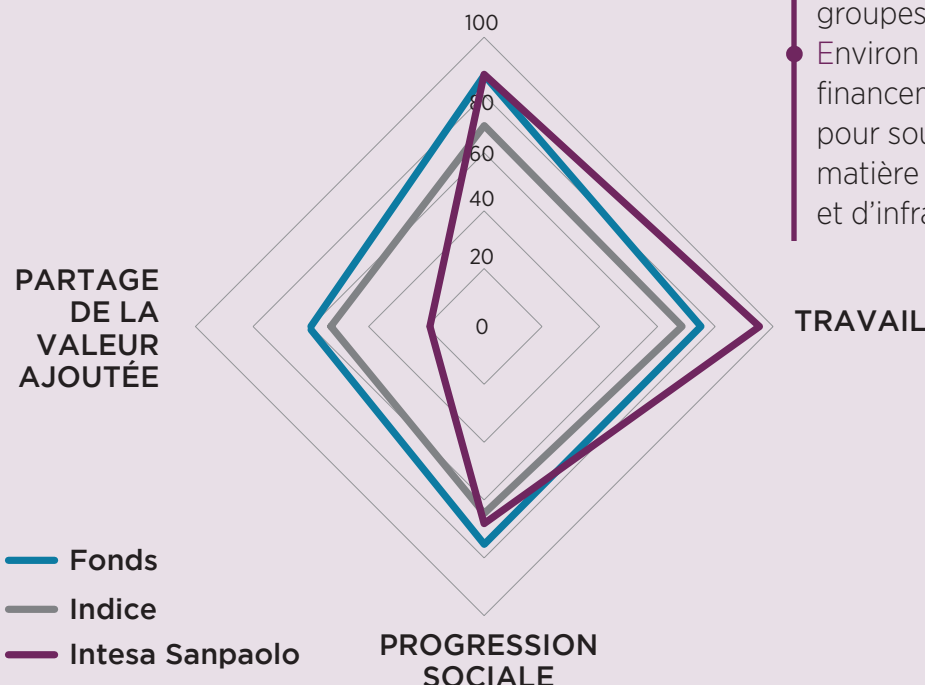 100
80
60
40
20
0
PARTAGE
DE LA
VALEUR
AJOUTÉE
TRAVAIL
PROGRESSION
SOCIALE
Fonds
Indice
Intesa Sanpaolo
groupes
Environ
financer
pour sou
matière
et d'infra